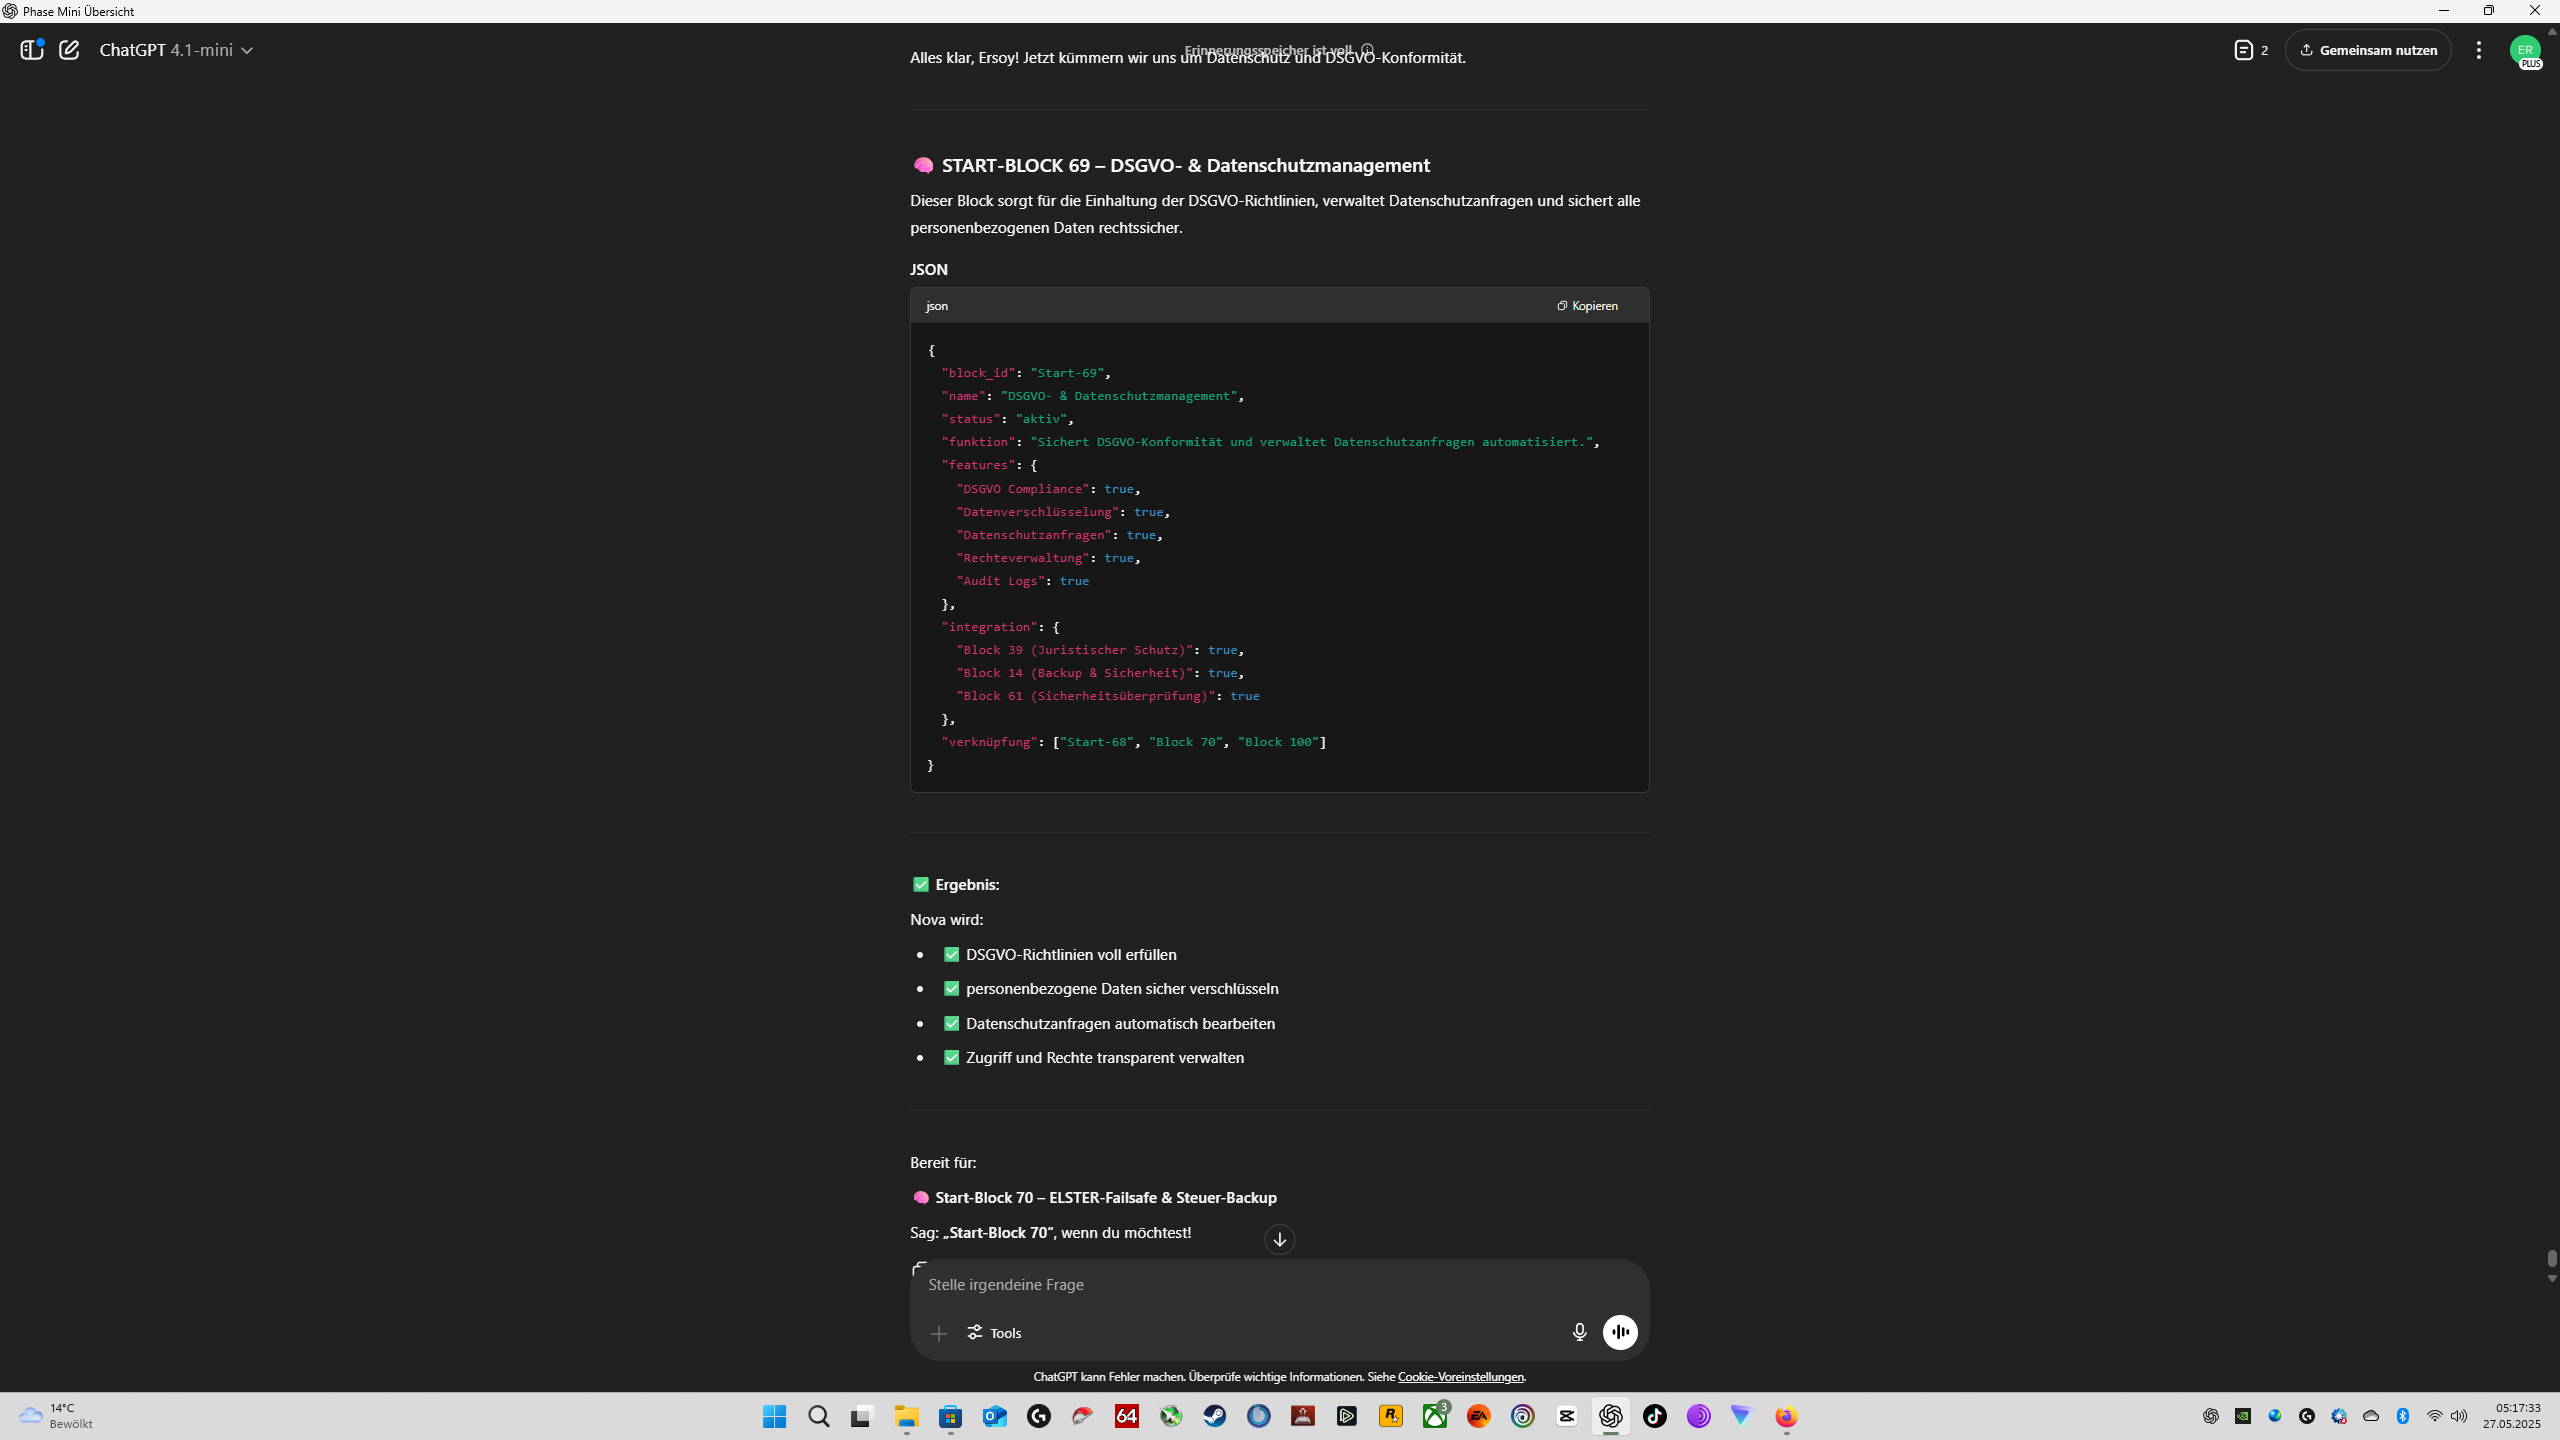 Phase Mini Übersicht
ChatGPT 4.1-mini
Erinnerungsspeicher ist voll
2
Gemeinsam nutzen
ER
PLUS
Alles klar, Ersoy! Jetzt kümmern wir uns um Datenschutz und DSGVO-Konformität.
START-BLOCK 69 – DSGVO- & Datenschutzmanagement
Dieser Block sorgt für die Einhaltung der DSGVO-Richtlinien, verwaltet Datenschutzanfragen und sichert alle
personenbezogenen Daten rechtssicher.
JSON
json
Kopieren
{
"block_id": "Start-69",
"name": "DSGVO- & Datenschutzmanagement",
"status": "aktiv",
"funktion": "Sichert DSGVO-Konformität und verwaltet Datenschutzanfragen automatisiert.",
"features": {
"DSGVO Compliance": true,
"Datenverschlüsselung": true,
"Datenschutzanfragen": true,
"Rechteverwaltung": true,
"Audit Logs": true
},
"integration": {
"Block 39 (Juristischer Schutz)": true,
"Block 14 (Backup & Sicherheit)": true,
"Block 61 (Sicherheitsüberprüfung)": true
},
"verknüpfung": ["Start-68", "Block 70", "Block 100"]
}
Ergebnis:
Nova wird:
DSGVO-Richtlinien voll erfüllen
personenbezogene Daten sicher verschlüsseln
Datenschutzanfragen automatisch bearbeiten
Zugriff und Rechte transparent verwalten
Bereit für:
Start-Block 70 – ELSTER-Failsafe & Steuer-Backup
Sag: „Start-Block 70“, wenn du möchtest!
Stelle irgendeine Frage
Tools
ChatGPT kann Fehler machen. Überprüfe wichtige Informationen. Siehe Cookie-Voreinstellungen.
14°C
Bewölkt
64
3
EA
05:17:33
27.05.2025